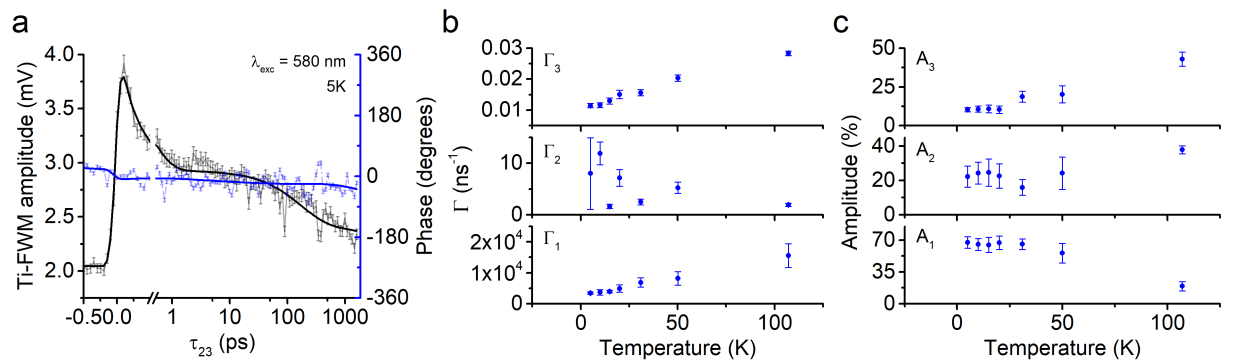 a
λexc = 580 nm
5K
Ti-FWM amplitude (mV)
4.0
3.5
3.0
2.5
2.0
360
180
0
-180
-360
Phase (degrees)
-0.5 0.0 1 10 100 1000
τ23 (ps)
b
Γ3
0.03
0.02
0.01
Γ2
10
0
Γ1
2x10^4
1x10^4
0
Γ (ns^-1)
0 50 100
Temperature (K)
c
A3
50
25
0
A2
40
20
0
A1
70
35
0
Amplitude (%)
0 50 100
Temperature (K)